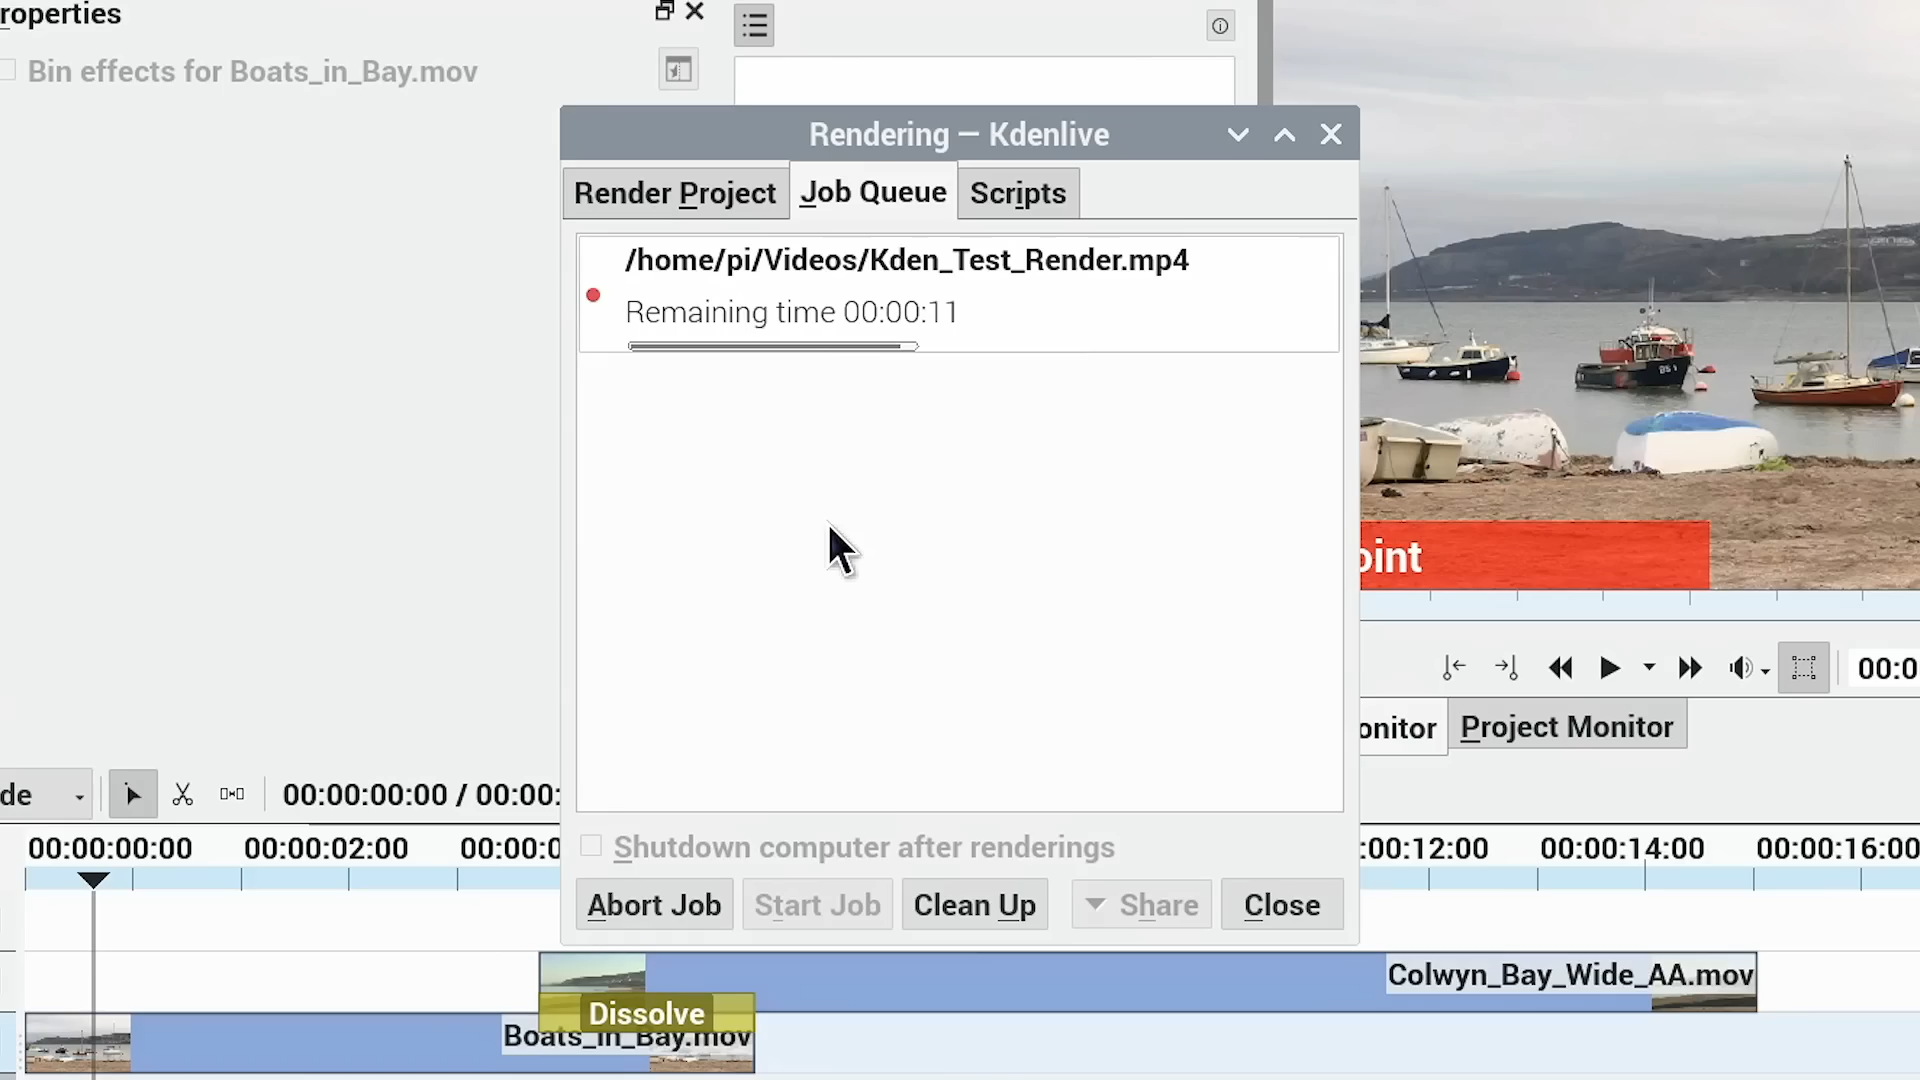 roperties
Bin effects for Boats_in_Bay.mov
Rendering — Kdenlive
Render Project
Job Queue
Scripts
/home/pi/Videos/Kden_Test_Render.mp4
Remaining time 00:00:11
oint
onitor
Project Monitor
00:0
de
00:00:00:00 / 00:00:
00:00:00:00
00:00:02:00
00:00:0
:00:12:00
00:00:14:00
00:00:16:00
Shutdown computer after renderings
Abort Job
Start Job
Clean Up
Share
Close
Colwyn_Bay_Wide_AA.mov
Dissolve
Boats_in_Bay.mov